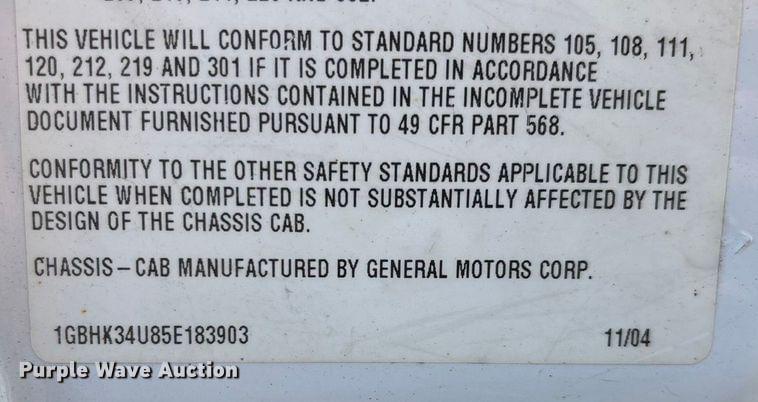 THIS VEHICLE WILL CONFORM TO STANDARD NUMBERS 105, 108, 111,
120, 212, 219 AND 301 IF IT IS COMPLETED IN ACCORDANCE
WITH THE INSTRUCTIONS CONTAINED IN THE INCOMPLETE VEHICLE
DOCUMENT FURNISHED PURSUANT TO 49 CFR PART 568.
CONFORMITY TO THE OTHER SAFETY STANDARDS APPLICABLE TO THIS
VEHICLE WHEN COMPLETED IS NOT SUBSTANTIALLY AFFECTED BY THE
DESIGN OF THE CHASSIS CAB.
CHASSIS-CAB MANUFACTURED BY GENERAL MOTORS CORP.
1GBHK34U85E183903 11/04
Purple Wave Auction